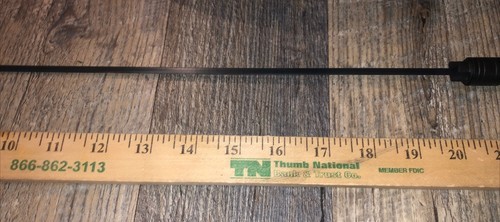 10 11 12 13 14 15 16 17 18 19 20
866-862-3113
TN Thumb National
Bank & Trust Co.
MEMBER FDIC